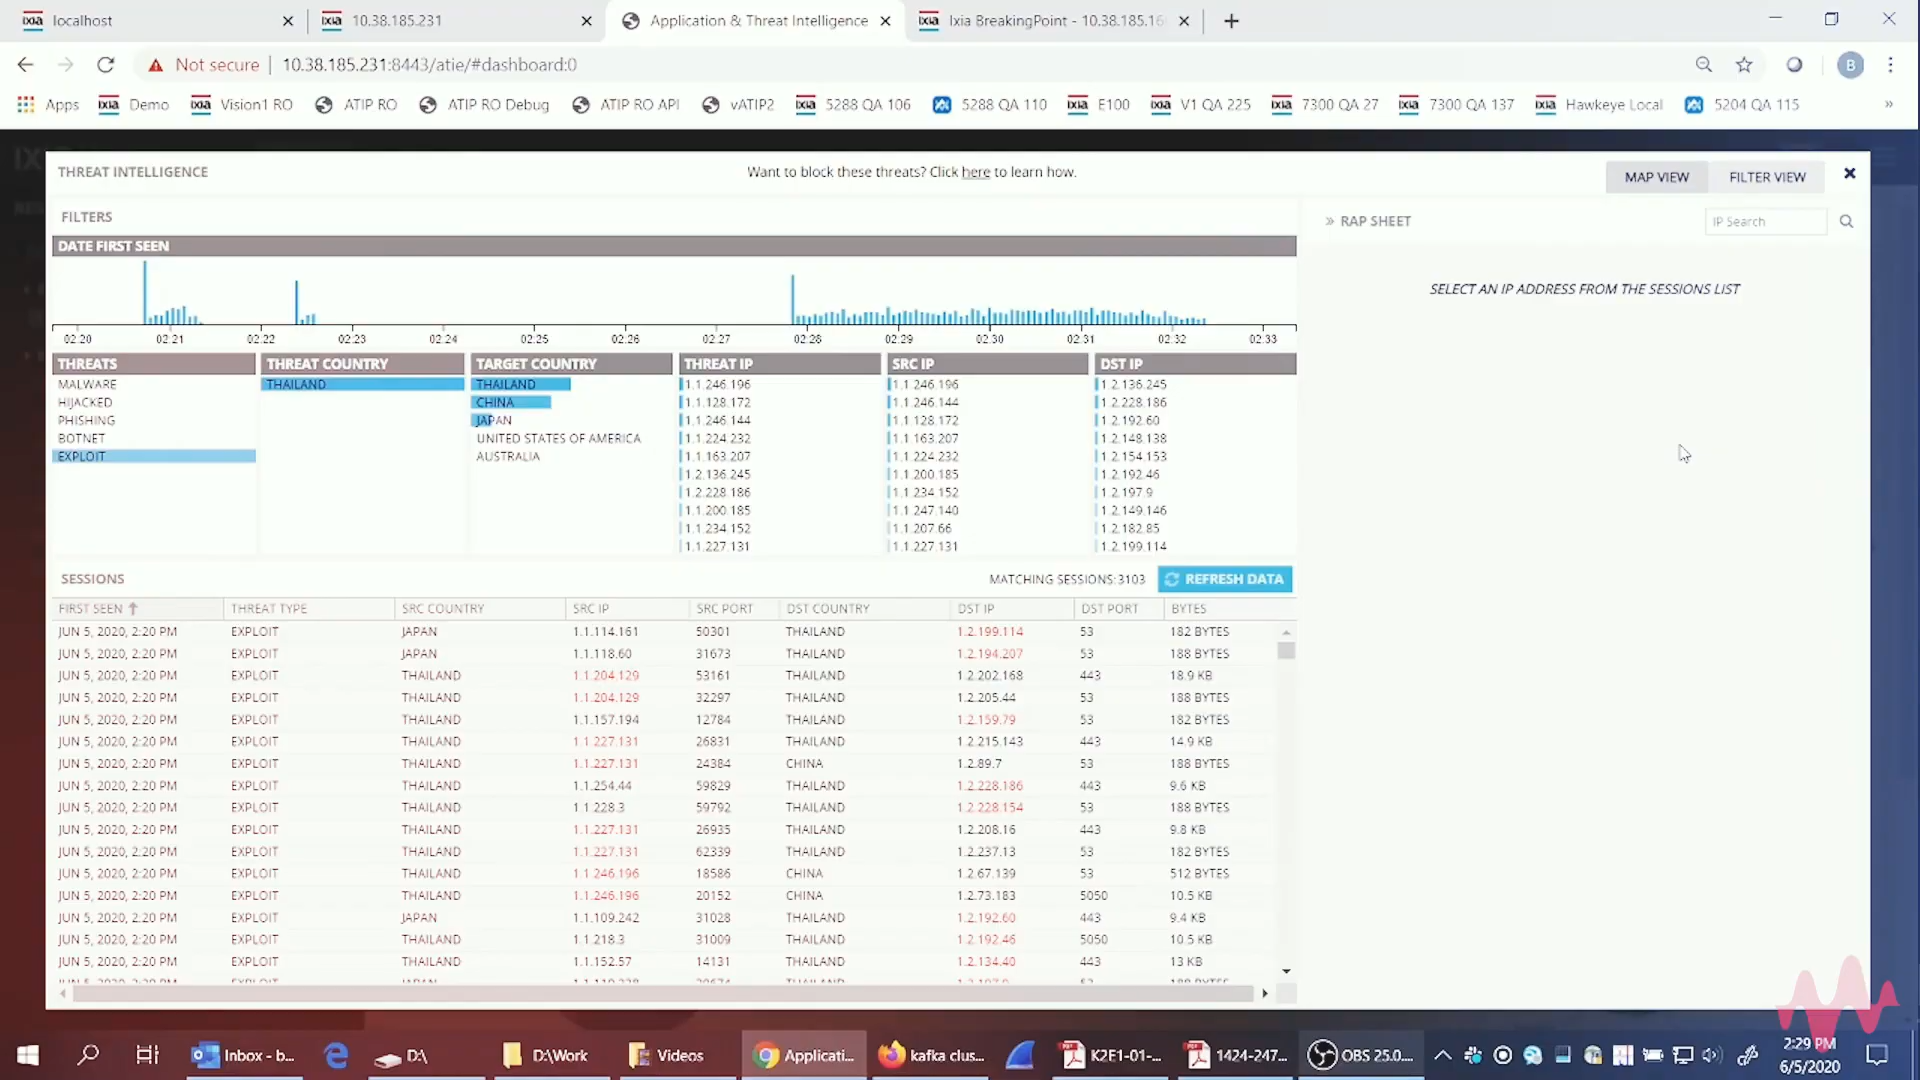 ixia localhost
ixia 10.38.185.231
Application & Threat Intelligence
ixia Ixia BreakingPoint - 10.38.185.16
Not secure 10.38.185.231:8443/atie/#dashboard:0
B
Apps
ixia Demo
ixia Vision1 RO
ATIP RO
ATIP RO Debug
ATIP RO API
vATIP2
ixia 5288 QA 106
5288 QA 110
ixia E100
ixia V1 QA 225
ixia 7300 QA 27
ixia 7300 QA 137
ixia Hawkeye Local
5204 QA 115
THREAT INTELLIGENCE
Want to block these threats? Click here to learn how.
MAP VIEW
FILTER VIEW
FILTERS
» RAP SHEET
IP Search
DATE FIRST SEEN
SELECT AN IP ADDRESS FROM THE SESSIONS LIST
02:20 02:21 02:22 02:23 02:24 02:25 02:26 02:27 02:28 02:29 02:30 02:31 02:32 02:33
THREATS
MALWARE
HIJACKED
PHISHING
BOTNET
EXPLOIT
THREAT COUNTRY
THAILAND
TARGET COUNTRY
THAILAND
CHINA
JAPAN
UNITED STATES OF AMERICA
AUSTRALIA
THREAT IP
1.1.246.196
1.1.128.172
1.1.246.144
1.1.224.232
1.1.163.207
1.2.136.245
1.2.228.186
1.1.200.185
1.1.234.152
1.1.227.131
SRC IP
1.1.246.196
1.1.246.144
1.1.128.172
1.1.163.207
1.1.224.232
1.1.200.185
1.1.234.152
1.1.247.140
1.1.207.66
1.1.227.131
DST IP
1.2.136.245
1.2.228.186
1.2.192.60
1.2.148.138
1.2.154.153
1.2.192.46
1.2.197.9
1.2.149.146
1.2.182.85
1.2.199.114
SESSIONS
MATCHING SESSIONS:3103
REFRESH DATA
FIRST SEEN THREAT TYPE SRC COUNTRY SRC IP SRC PORT DST COUNTRY DST IP DST PORT BYTES
JUN 5, 2020, 2:20 PM EXPLOIT JAPAN 1.1.114.161 50301 THAILAND 1.2.199.114 53 182 BYTES
JUN 5, 2020, 2:20 PM EXPLOIT JAPAN 1.1.118.60 31673 THAILAND 1.2.194.207 53 188 BYTES
JUN 5, 2020, 2:20 PM EXPLOIT THAILAND 1.1.204.129 53161 THAILAND 1.2.202.168 443 18.9 KB
JUN 5, 2020, 2:20 PM EXPLOIT THAILAND 1.1.204.129 32297 THAILAND 1.2.205.44 53 188 BYTES
JUN 5, 2020, 2:20 PM EXPLOIT THAILAND 1.1.157.194 12784 THAILAND 1.2.159.79 53 182 BYTES
JUN 5, 2020, 2:20 PM EXPLOIT THAILAND 1.1.227.131 26831 THAILAND 1.2.215.143 443 14.9 KB
JUN 5, 2020, 2:20 PM EXPLOIT THAILAND 1.1.227.131 24384 CHINA 1.2.89.7 53 188 BYTES
JUN 5, 2020, 2:20 PM EXPLOIT THAILAND 1.1.254.44 59829 THAILAND 1.2.228.186 443 9.6 KB
JUN 5, 2020, 2:20 PM EXPLOIT THAILAND 1.1.228.3 59792 THAILAND 1.2.228.154 53 188 BYTES
JUN 5, 2020, 2:20 PM EXPLOIT THAILAND 1.1.227.131 26935 THAILAND 1.2.208.16 443 9.8 KB
JUN 5, 2020, 2:20 PM EXPLOIT THAILAND 1.1.227.131 62339 THAILAND 1.2.237.13 53 182 BYTES
JUN 5, 2020, 2:20 PM EXPLOIT THAILAND 1.1.246.196 18586 CHINA 1.2.67.139 53 512 BYTES
JUN 5, 2020, 2:20 PM EXPLOIT THAILAND 1.1.246.196 20152 CHINA 1.2.73.183 5050 10.5 KB
JUN 5, 2020, 2:20 PM EXPLOIT JAPAN 1.1.109.242 31028 THAILAND 1.2.192.60 443 9.4 KB
JUN 5, 2020, 2:20 PM EXPLOIT THAILAND 1.1.218.3 31009 THAILAND 1.2.192.46 5050 10.5 KB
JUN 5, 2020, 2:20 PM EXPLOIT THAILAND 1.1.152.57 14131 THAILAND 1.2.134.40 443 13 KB
Inbox - b...
D:\
D:\Work
Videos
Applicati...
kafka clus...
K2E1-01-...
1424-247...
OBS 25.0....
2:29 PM
6/5/2020